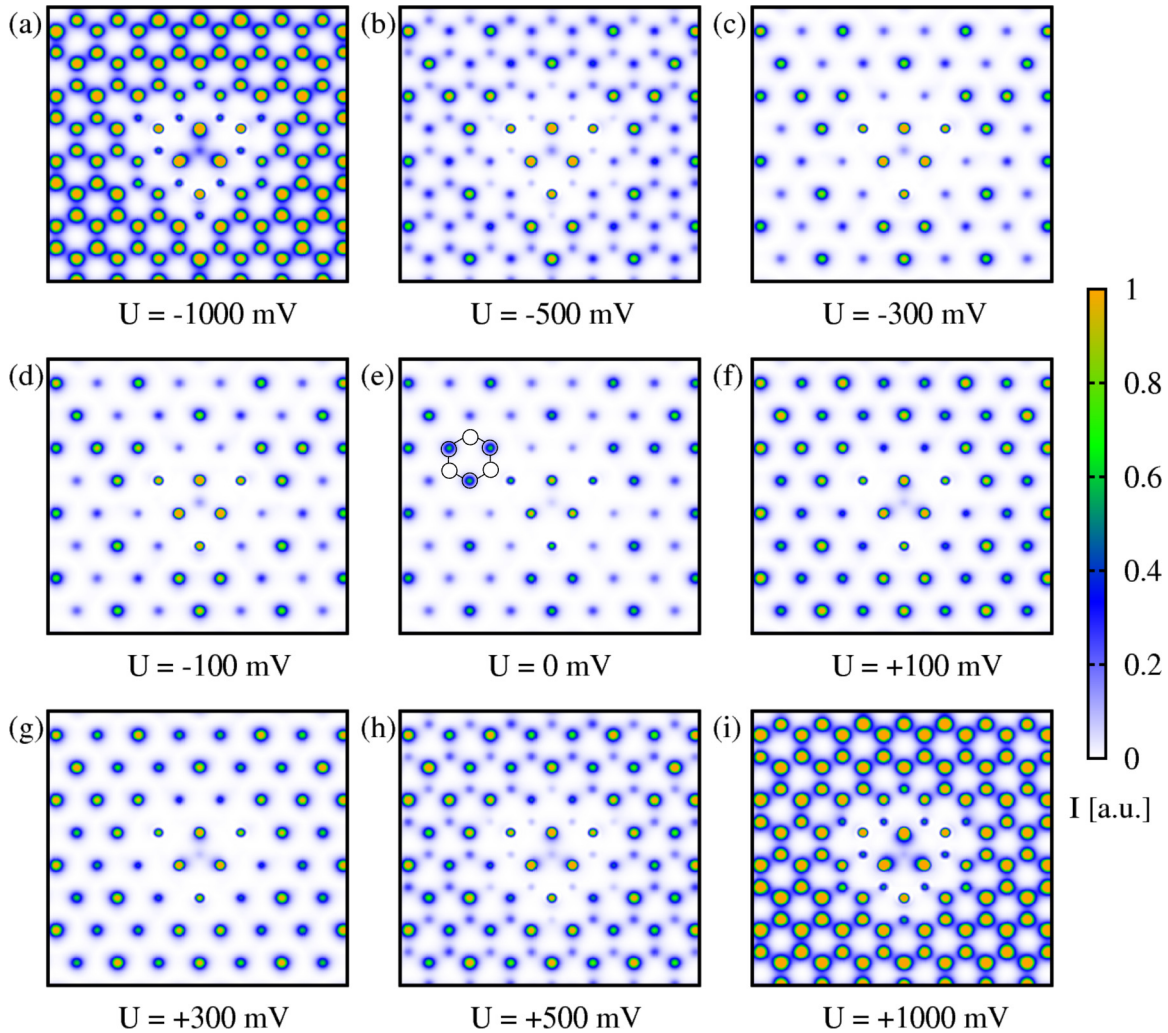 (a) (b) (c)
U = -1000 mV U = -500 mV U = -300 mV
(d) (e) (f)
U = -100 mV U = 0 mV U = +100 mV
(g) (h) (i)
U = +300 mV U = +500 mV U = +1000 mV
1
0.8
0.6
0.4
0.2
0
I [a.u.]